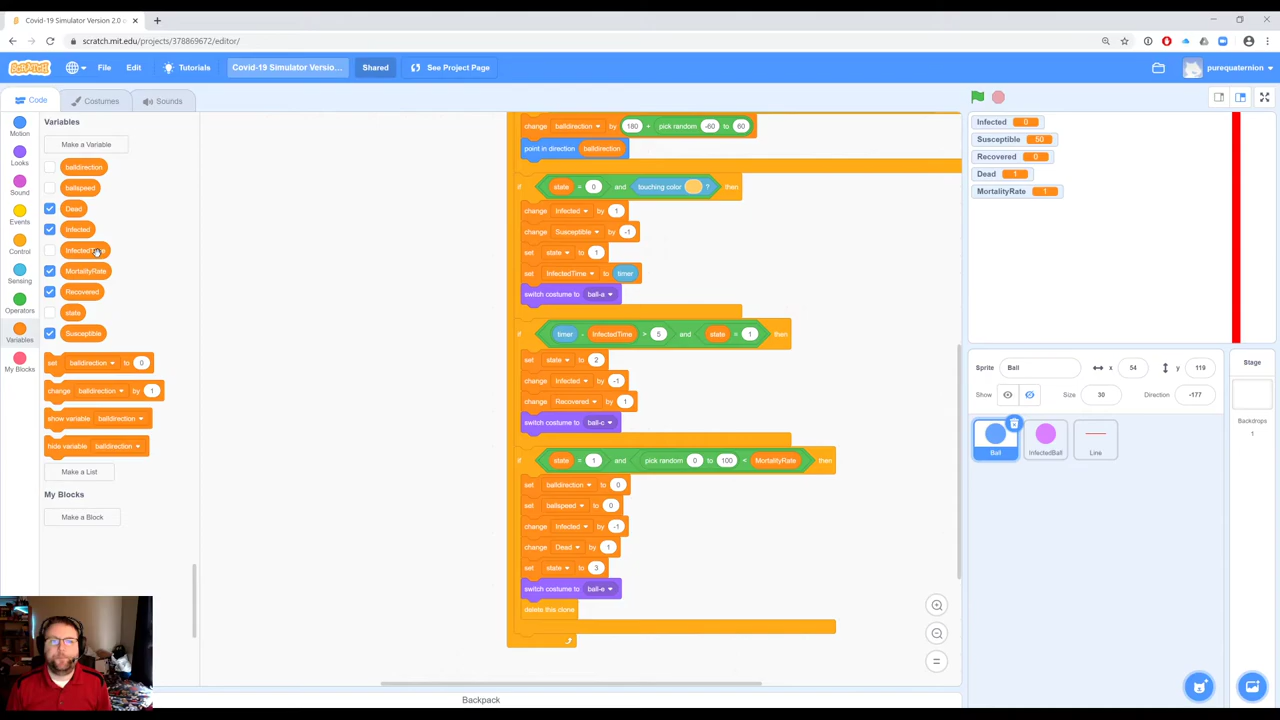 Covid-19 Simulator Version 2.0
scratch.mit.edu/projects/378869672/editor/
SCRATCH File Edit Tutorials Covid-19 Simulator Versio... Shared See Project Page purequaternion
Code Costumes Sounds
Motion
Looks
Sound
Events
Control
Sensing
Operators
Variables
My Blocks
Variables
Make a Variable
balldirection
ballspeed
Dead
Infected
MortalityRate
Recovered
state
Susceptible
set balldirection to 0
change balldirection by 1
show variable balldirection
hide variable balldirection
Make a List
My Blocks
Make a Block
change balldirection by 180 + pick random -60 to 60
point in direction balldirection
if state = 0 and touching color ? then
change Infected by 1
change Susceptible by -1
set state to 1
set InfectedTime to timer
switch costume to ball-a
if timer - InfectedTime > 5 and state = 1 then
set state to 2
change Infected by -1
change Recovered by 1
switch costume to ball-c
if state = 1 and pick random 0 to 100 < MortalityRate then
set balldirection to 0
set ballspeed to 0
change Infected by -1
change Dead by 1
set state to 3
switch costume to ball-e
delete this clone
Backpack
Infected 0
Susceptible 50
Recovered 0
Dead 1
MortalityRate 1
Sprite Ball x 54 y 119
Show Size 30 Direction -177
Ball InfectedBall Line
Stage
Backdrops
1